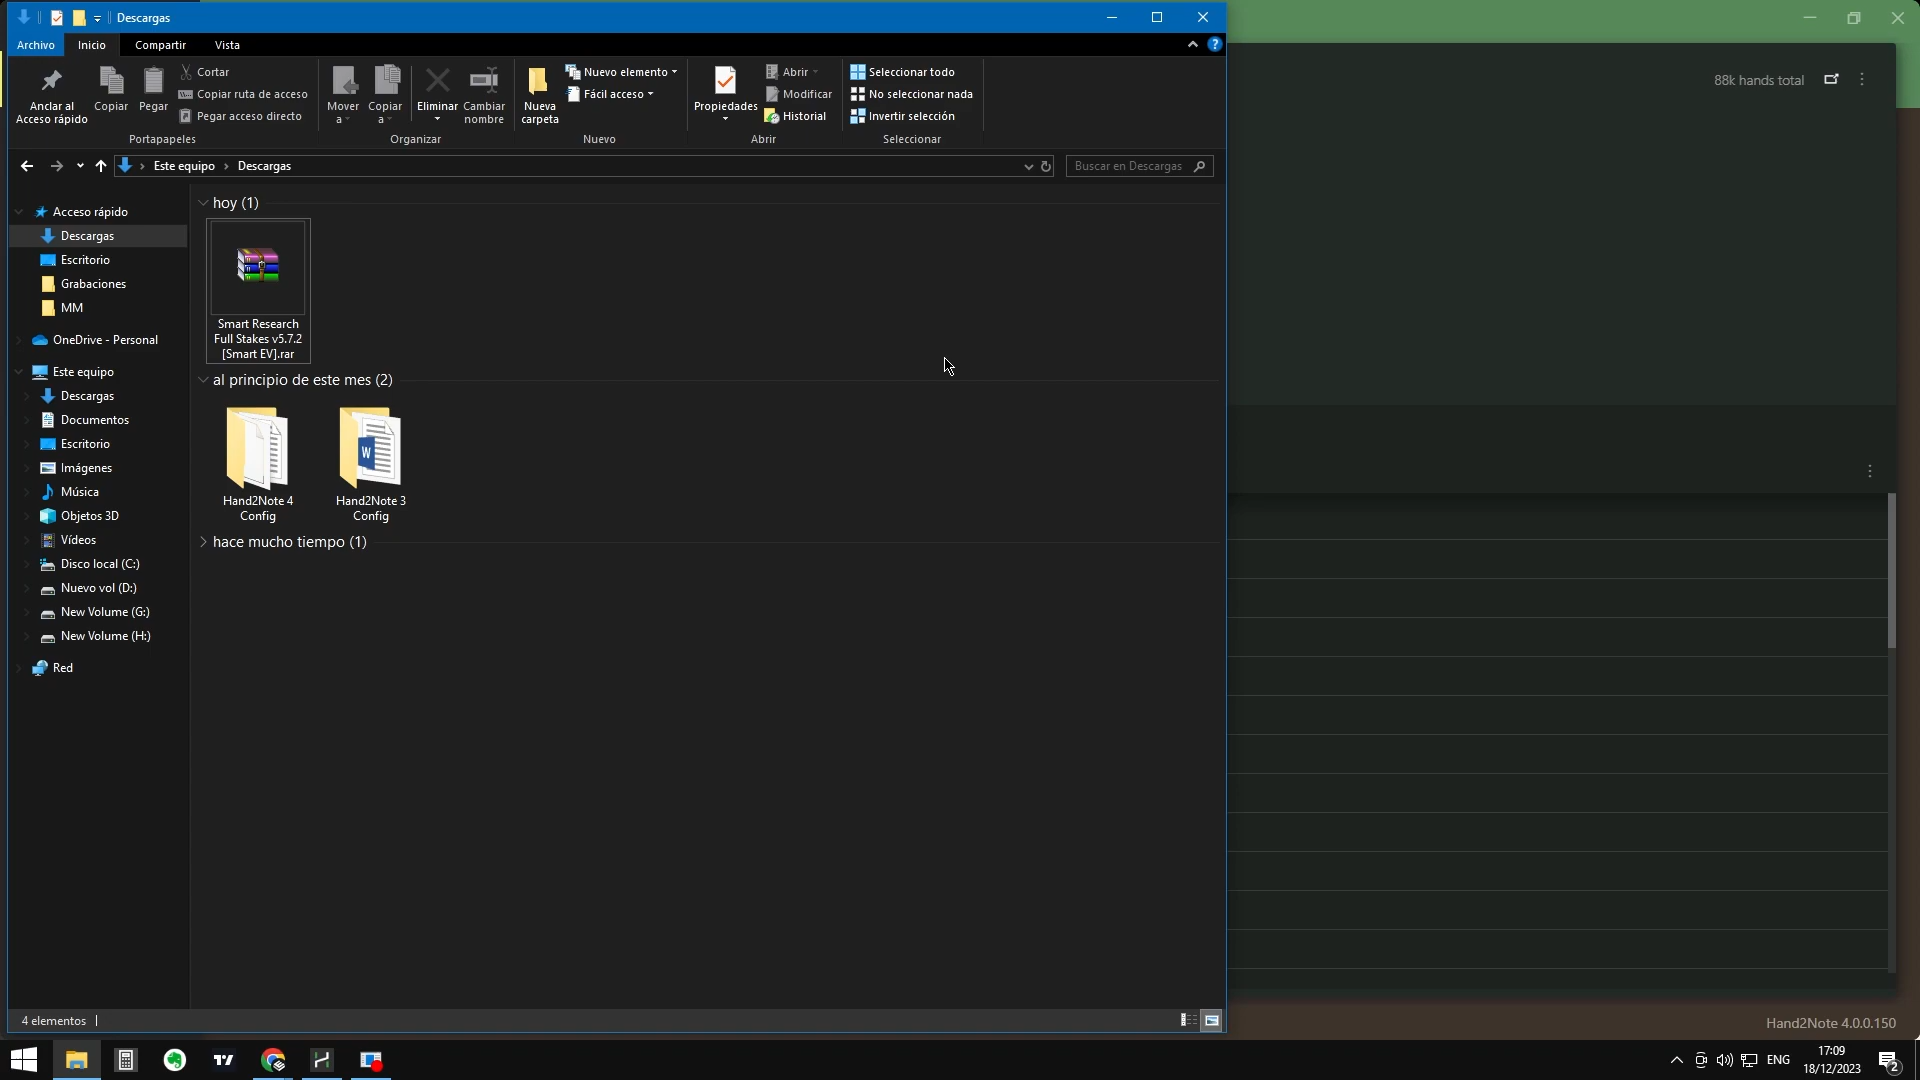 Descargas
Archivo
Inicio
Compartir
Vista
88k hands total
Anclar al
Acceso rápido
Copiar
Pegar
Cortar
Copiar ruta de acceso
Pegar acceso directo
Portapapeles
Mover
a
Copiar
a
Eliminar
Cambiar
nombre
Organizar
Nueva
carpeta
Nuevo elemento
Fácil acceso
Nuevo
Propiedades
Abrir
Modificar
Historial
Abrir
Seleccionar todo
No seleccionar nada
Invertir selección
Seleccionar
Este equipo
Descargas
Buscar en Descargas
Acceso rápido
Descargas
Escritorio
Grabaciones
MM
OneDrive - Personal
Este equipo
Descargas
Documentos
Escritorio
Imágenes
Música
Objetos 3D
Vídeos
Disco local (C:)
Nuevo vol (D:)
New Volume (G:)
New Volume (H:)
Red
hoy (1)
Smart Research
Full Stakes v5.7.2
[Smart EV].rar
al principio de este mes (2)
Hand2Note 4
Config
Hand2Note 3
Config
hace mucho tiempo (1)
4 elementos
Hand2Note 4.0.0.150
ENG
17:09
18/12/2023
2